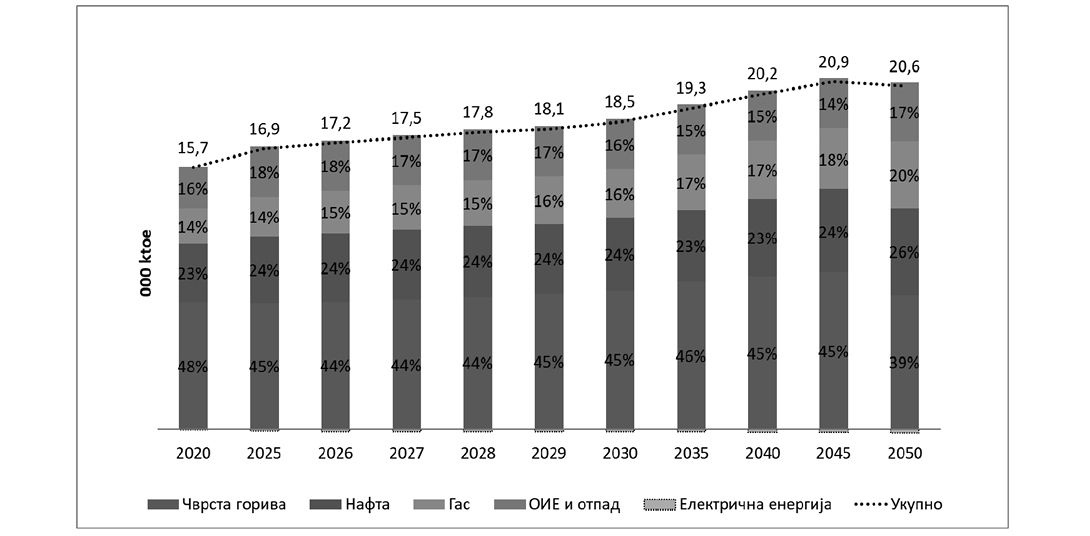 15,7 16,9 17,2 17,5 17,8 18,1 18,5 19,3 20,2 20,9 20,6
16% 18% 18% 17% 17% 17% 16% 15% 15% 14% 17%
14% 14% 15% 15% 15% 16% 16% 17% 17% 18% 20%
23% 24% 24% 24% 24% 24% 24% 23% 23% 24% 26%
48% 45% 44% 44% 44% 45% 45% 46% 45% 45% 39%
000 ktoe
2020 2025 2026 2027 2028 2029 2030 2035 2040 2045 2050
Чврста горива Нафта Гас ОИЕ и отпад Електрична енергија Укупно